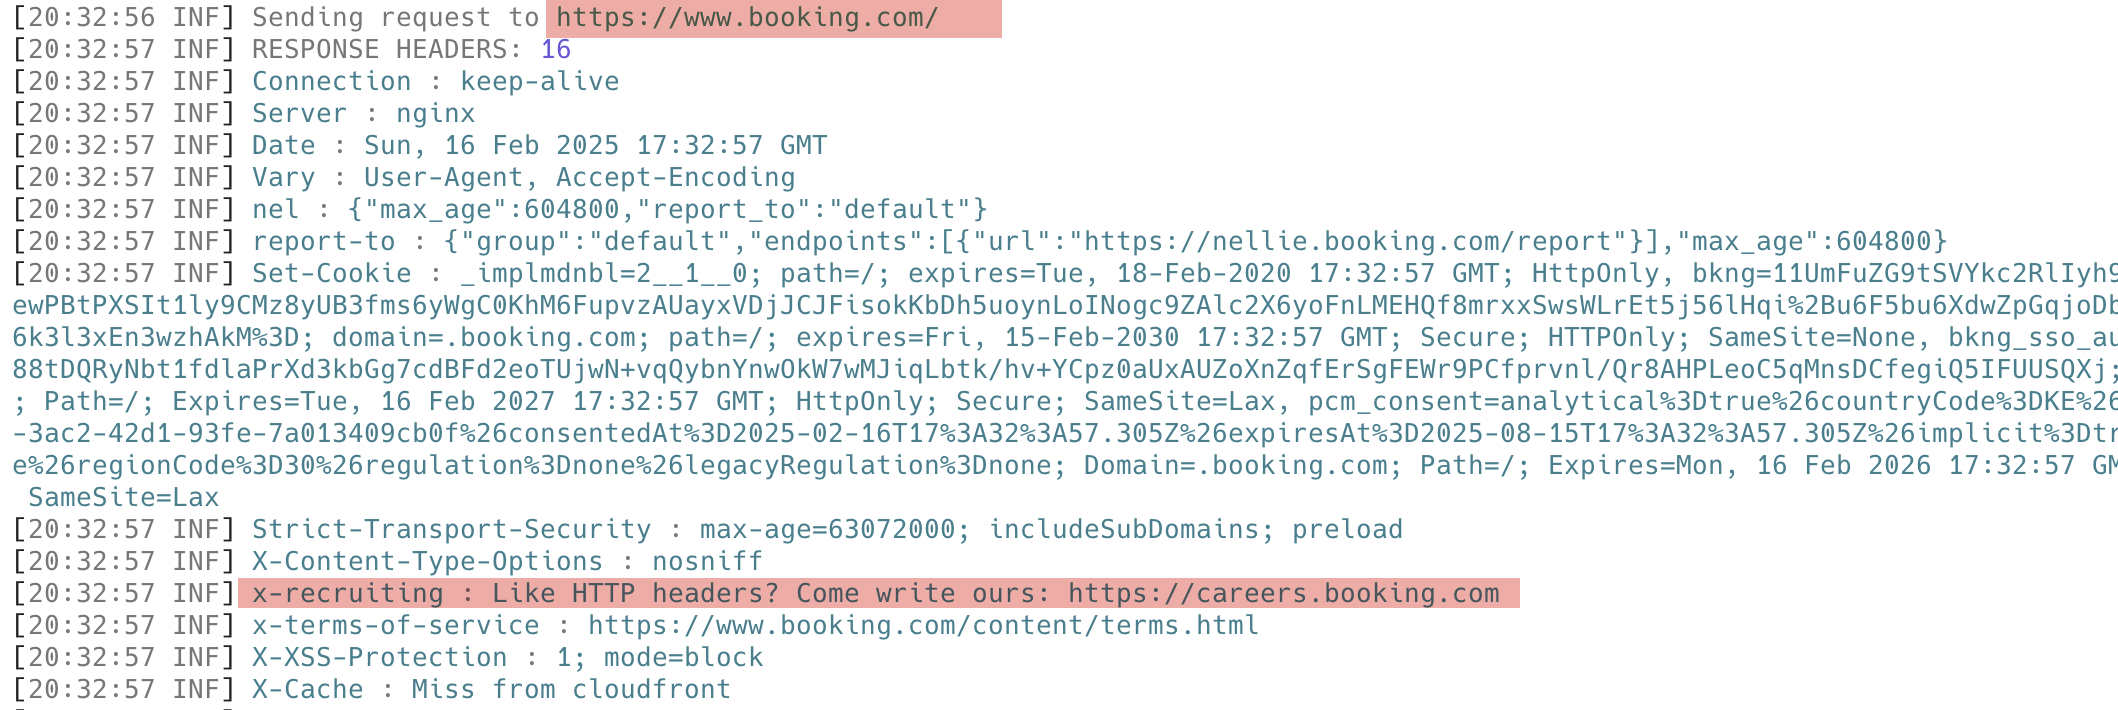 [20:32:56 INF] Sending request to https://www.booking.com/
[20:32:57 INF] RESPONSE HEADERS: 16
[20:32:57 INF] Connection : keep-alive
[20:32:57 INF] Server : nginx
[20:32:57 INF] Date : Sun, 16 Feb 2025 17:32:57 GMT
[20:32:57 INF] Vary : User-Agent, Accept-Encoding
[20:32:57 INF] nel : {"max_age":604800,"report_to":"default"}
[20:32:57 INF] report-to : {"group":"default","endpoints":[{"url":"https://nellie.booking.com/report"}],"max_age":604800}
[20:32:57 INF] Set-Cookie : _implmdnbl=2__1__0; path=/; expires=Tue, 18-Feb-2020 17:32:57 GMT; HttpOnly, bkng=11UmFuZG9tSVYkc2RlIyh9
ewPBtPXSIt1ly9CMz8yUB3fms6yWgC0KhM6FupvzAUayxVDjJCJFisokKbDh5uoynLoINogc9ZAlc2X6yoFnLMEHQf8mrxxSwsWLrEt5j56lHqi%2Bu6F5bu6XdwZpGqjoDb
6k3l3xEn3wzhAkM%3D; domain=.booking.com; path=/; expires=Fri, 15-Feb-2030 17:32:57 GMT; Secure; HTTPOnly; SameSite=None, bkng_sso_au
88tDQRyNbt1fdlaPrXd3kbGg7cdBFd2eoTUjwN+vqQybnYnwOkW7wMJiqLbtk/hv+YCpz0aUxAUZoXnZqfErSgFEWr9PCfprvnl/Qr8AHPLeoC5qMnsDCfegiQ5IFUUSQXj;
; Path=/; Expires=Tue, 16 Feb 2027 17:32:57 GMT; HttpOnly; Secure; SameSite=Lax, pcm_consent=analytical%3Dtrue%26countryCode%3DKE%26
-3ac2-42d1-93fe-7a013409cb0f%26consentedAt%3D2025-02-16T17%3A32%3A57.305Z%26expiresAt%3D2025-08-15T17%3A32%3A57.305Z%26implicit%3Dtr
e%26regionCode%3D30%26regulation%3Dnone%26legacyRegulation%3Dnone; Domain=.booking.com; Path=/; Expires=Mon, 16 Feb 2026 17:32:57 GM
SameSite=Lax
[20:32:57 INF] Strict-Transport-Security : max-age=63072000; includeSubDomains; preload
[20:32:57 INF] X-Content-Type-Options : nosniff
[20:32:57 INF] x-recruiting : Like HTTP headers? Come write ours: https://careers.booking.com
[20:32:57 INF] x-terms-of-service : https://www.booking.com/content/terms.html
[20:32:57 INF] X-XSS-Protection : 1; mode=block
[20:32:57 INF] X-Cache : Miss from cloudfront